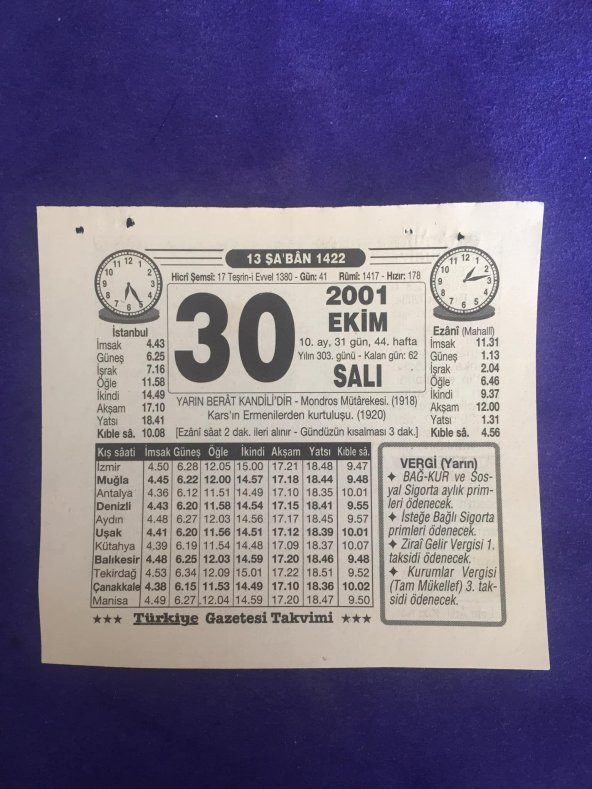 13 ŞA'BÂN 1422
Hicrî Şemsî: 17 Teşrin-i Evvel 1380 - Gün: 41 Rûmî: 1417 - Hızır: 178
30
2001
EKİM
10. ay, 31 gün, 44. hafta
Yılın 303. günü - Kalan gün: 62
SALI
İstanbul
İmsak 4.43
Güneş 6.25
İşrak 7.16
Öğle 11.58
İkindi 14.49
Akşam 17.10
Yatsı 18.41
Kıble sâ. 10.08
Ezânî (Mahallî)
İmsak 11.31
Güneş 1.13
İşrak 2.04
Öğle 6.46
İkindi 9.37
Akşam 12.00
Yatsı 1.31
Kıble sâ. 4.56
YARIN BERÂT KANDİLİ'DİR - Mondros Mütârekesi. (1918)
Kars'ın Ermenilerden kurtuluşu. (1920)
[Ezânî sâat 2 dak. ileri alınır - Gündüzün kısalması 3 dak.]
Kış sâati İmsak Güneş Öğle İkindi Akşam Yatsı Kıble sâ.
İzmir 4.50 6.28 12.05 15.00 17.21 18.48 9.47
Muğla 4.45 6.22 12.00 14.57 17.18 18.44 9.48
Antalya 4.36 6.12 11.51 14.49 17.10 18.35 10.01
Denizli 4.43 6.20 11.58 14.54 17.15 18.41 9.55
Aydın 4.48 6.27 12.03 14.56 17.17 18.45 9.57
Uşak 4.41 6.20 11.56 14.51 17.12 18.39 10.01
Kütahya 4.39 6.19 11.54 14.48 17.09 18.37 10.07
Balıkesir 4.48 6.25 12.03 14.59 17.20 18.46 9.48
Tekirdağ 4.53 6.34 12.09 15.01 17.22 18.51 9.52
Çanakkale 4.38 6.15 11.53 14.49 17.10 18.36 10.02
Manisa 4.49 6.27 12.04 14.59 17.20 18.47 9.50
VERGİ (Yarın)
✦ BAĞ-KUR ve Sos-
yal Sigorta aylık prim-
leri ödenecek.
✦ İsteğe Bağlı Sigorta
primleri ödenecek.
✦ Ziraî Gelir Vergisi 1.
taksidi ödenecek.
✦ Kurumlar Vergisi
(Tam Mükellef) 3. tak-
sidi ödenecek.
★★★ Türkiye Gazetesi Takvimi ★★★